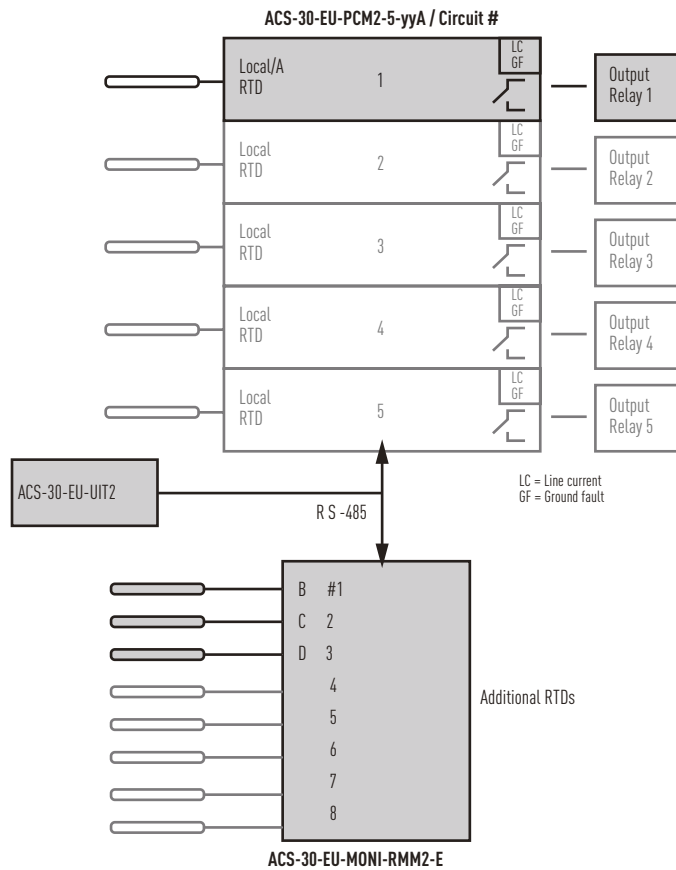 ACS-30-EU-PCM2-5-yyA / Circuit #
Local/A
RTD
1
LC
GF
Output
Relay 1
Local
RTD
2
LC
GF
Output
Relay 2
Local
RTD
3
LC
GF
Output
Relay 3
Local
RTD
4
LC
GF
Output
Relay 4
Local
RTD
5
LC
GF
Output
Relay 5
ACS-30-EU-UIT2
R S -485
LC = Line current
GF = Ground fault
B #1
C 2
D 3
4
5
6
7
8
Additional RTDs
ACS-30-EU-MONI-RMM2-E